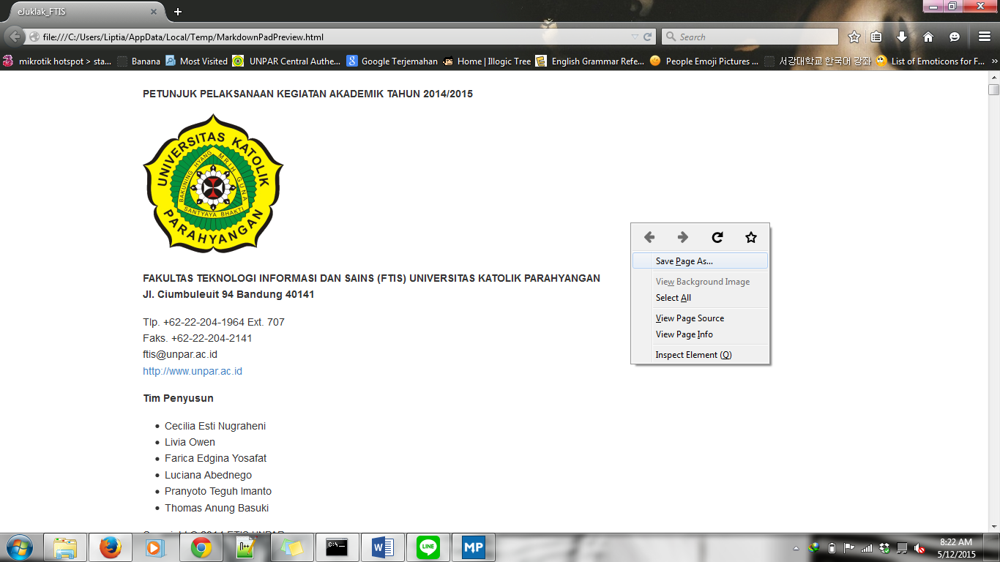 eJuklak_FTIS
file:///C:/Users/Liptia/AppData/Local/Temp/MarkdownPadPreview.html
Search
mikrotik hotspot > sta...
Banana
Most Visited
UNPAR Central Authe...
Google Terjemahan
Home | Illogic Tree
English Grammar Refe...
People Emoji Pictures ...
서강대학교 한국어 강좌
List of Emoticons for F...
PETUNJUK PELAKSANAAN KEGIATAN AKADEMIK TAHUN 2014/2015
UNIVERSITAS KATOLIK
PARAHYANGAN
BAKUNING HYANG MRIH GUNA
SANTYAYA BHAKTI
FAKULTAS TEKNOLOGI INFORMASI DAN SAINS (FTIS) UNIVERSITAS KATOLIK PARAHYANGAN
Jl. Ciumbuleuit 94 Bandung 40141
Tlp. +62-22-204-1964 Ext. 707
Faks. +62-22-204-2141
ftis@unpar.ac.id
http://www.unpar.ac.id
Tim Penyusun
Cecilia Esti Nugraheni
Livia Owen
Farica Edgina Yosafat
Luciana Abednego
Pranyoto Teguh Imanto
Thomas Anung Basuki
Save Page As...
View Background Image
Select All
View Page Source
View Page Info
Inspect Element (Q)
LINE
MP
8:22 AM
5/12/2015